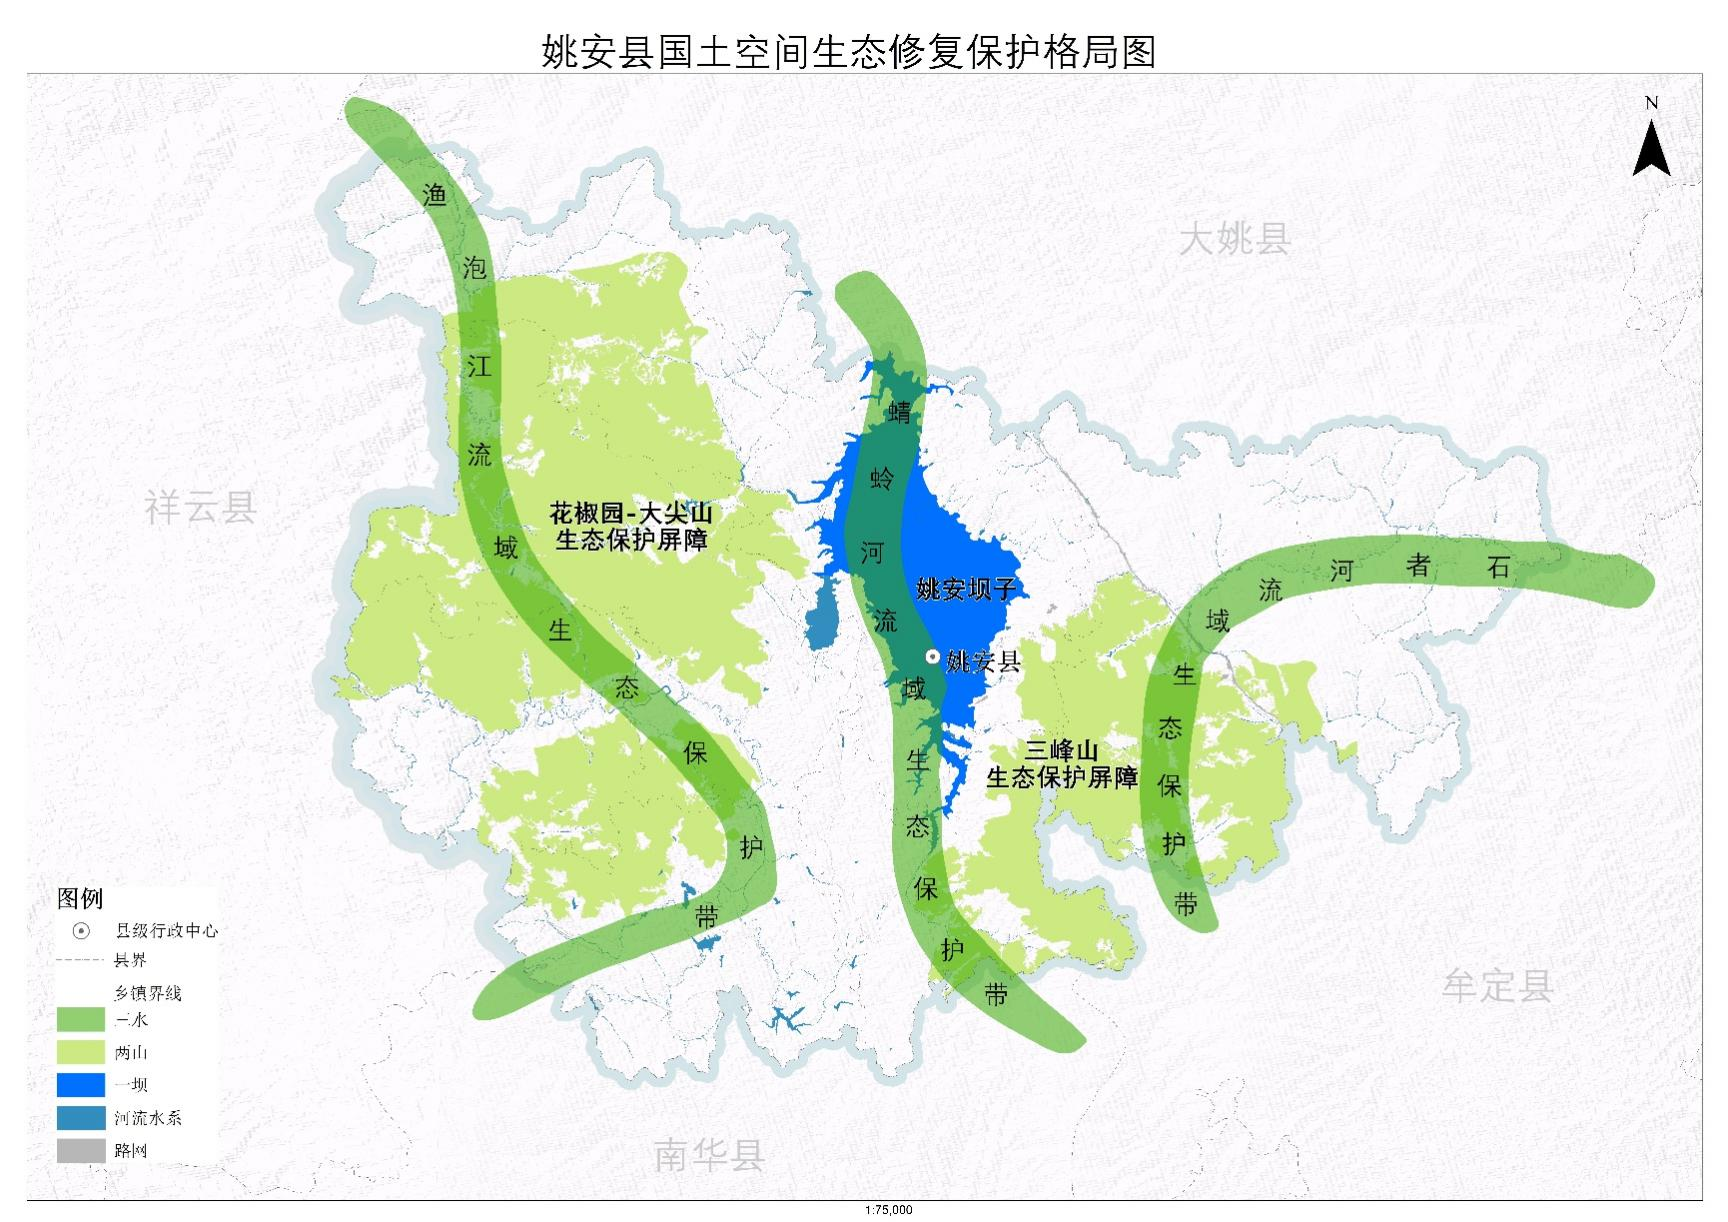 姚安县国土空间生态修复保护格局图
N
大姚县
祥云县
牟定县
南华县
渔泡江流域生态保护带
蜻蛉河流域生态保护带
石者河流域生态保护带
花椒园-大尖山
生态保护屏障
姚安坝子
姚安县
三峰山
生态保护屏障
图例
县级行政中心
县界
乡镇界线
三水
两山
一坝
河流水系
路网
1:75,000